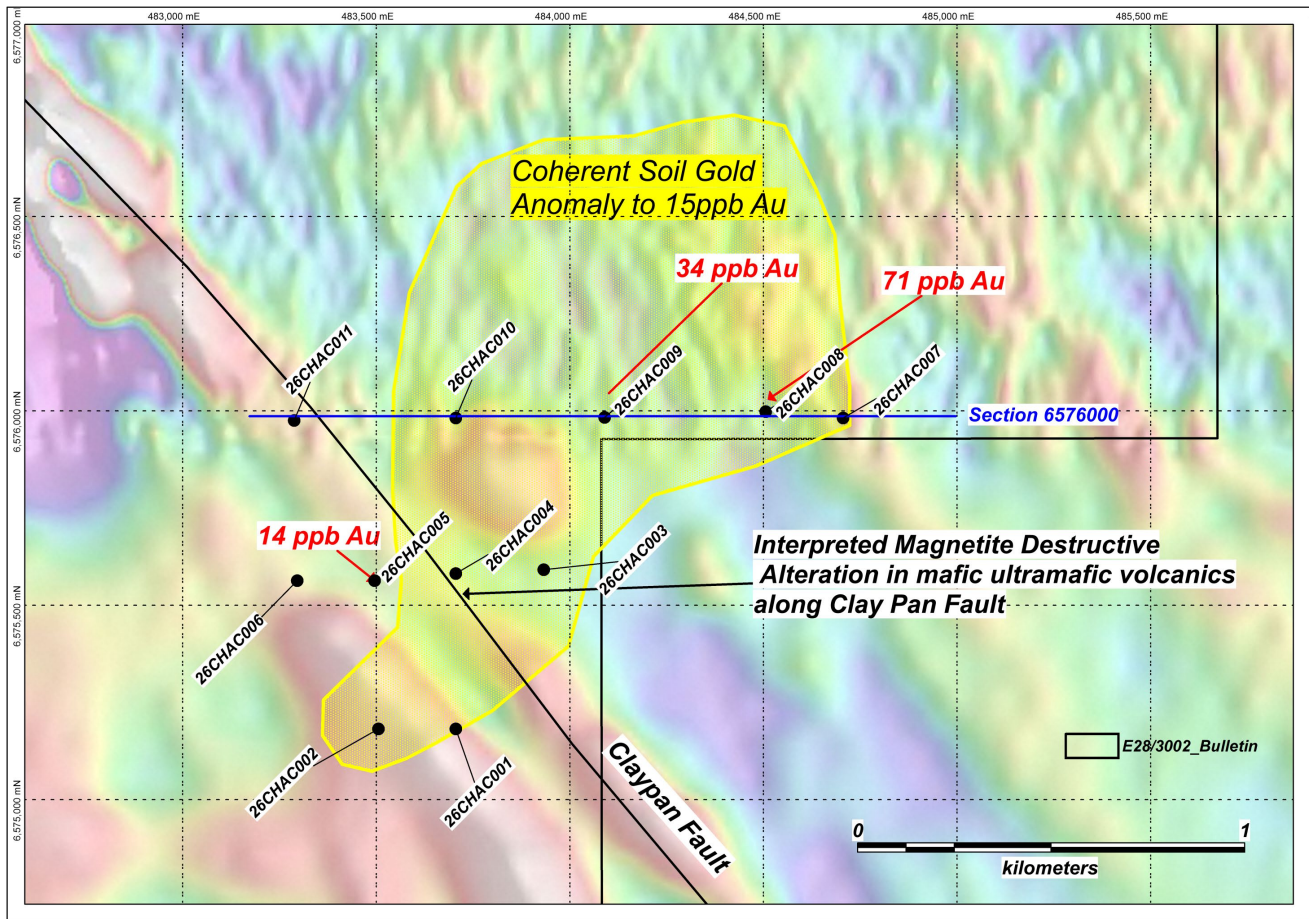 483,000 mE
483,500 mE
484,000 mE
484,500 mE
485,000 mE
485,500 mE
6,577,000 mN
6,576,500 mN
6,576,000 mN
6,575,500 mN
6,575,000 mN
Coherent Soil Gold
Anomaly to 15ppb Au
34 ppb Au
71 ppb Au
26CHAC011
26CHAC010
26CHAC009
26CHAC008
26CHAC007
Section 6576000
14 ppb Au
26CHAC005
26CHAC004
26CHAC003
26CHAC006
Interpreted Magnetite Destructive
Alteration in mafic ultramafic volcanics
along Clay Pan Fault
26CHAC002
26CHAC001
Claypan Fault
E28/3002_Bulletin
0
1
kilometers